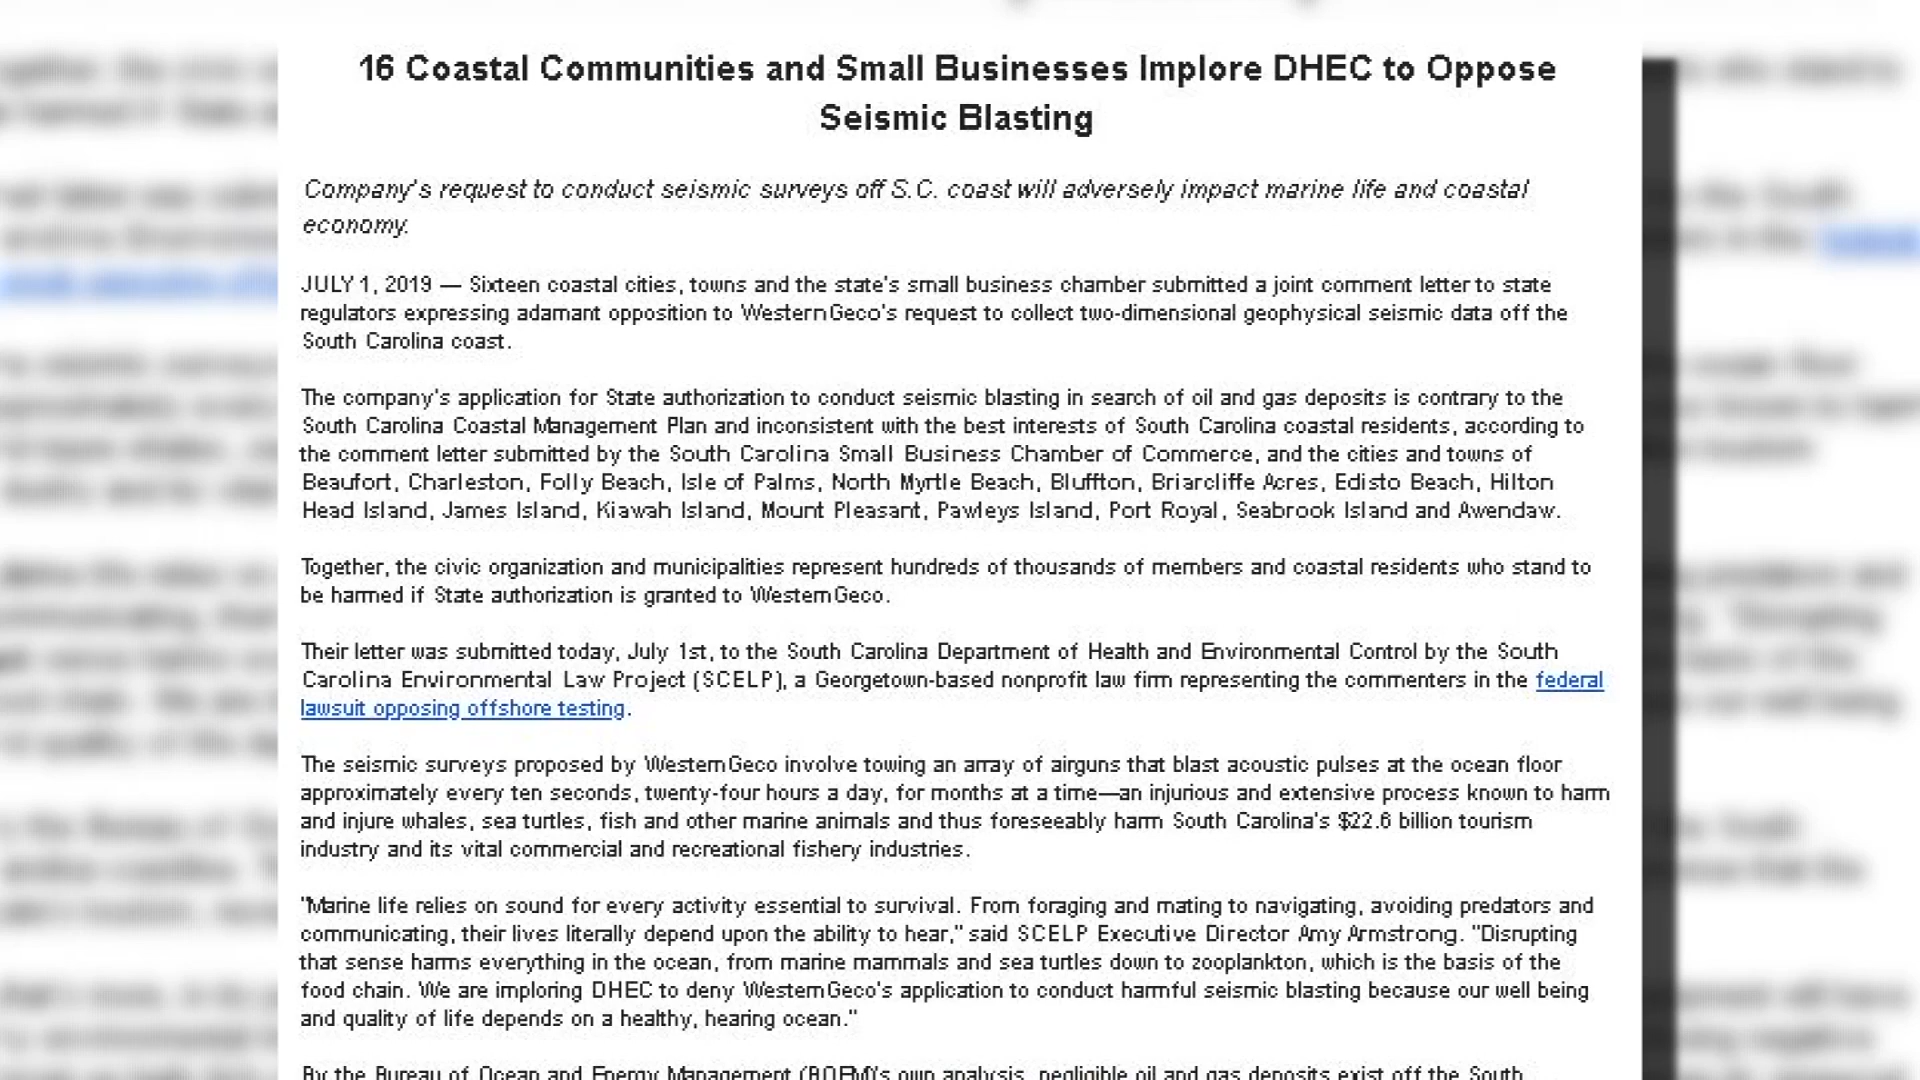 16 Coastal Communities and Small Businesses Implore DHEC to Oppose
Seismic Blasting
Company's request to conduct seismic surveys off S.C. coast will adversely impact marine life and coastal
economy.
JULY 1, 2019 — Sixteen coastal cities, towns and the state's small business chamber submitted a joint comment letter to state
regulators expressing adamant opposition to WesternGeco's request to collect two-dimensional geophysical seismic data off the
South Carolina coast.
The company's application for State authorization to conduct seismic blasting in search of oil and gas deposits is contrary to the
South Carolina Coastal Management Plan and inconsistent with the best interests of South Carolina coastal residents, according to
the comment letter submitted by the South Carolina Small Business Chamber of Commerce, and the cities and towns of
Beaufort, Charleston, Folly Beach, Isle of Palms, North Myrtle Beach, Bluffton, Briarcliffe Acres, Edisto Beach, Hilton
Head Island, James Island, Kiawah Island, Mount Pleasant, Pawleys Island, Port Royal, Seabrook Island and Awendaw.
Together, the civic organization and municipalities represent hundreds of thousands of members and coastal residents who stand to
be harmed if State authorization is granted to WesternGeco.
Their letter was submitted today, July 1st, to the South Carolina Department of Health and Environmental Control by the South
Carolina Environmental Law Project (SCELP), a Georgetown-based nonprofit law firm representing the commenters in the federal
lawsuit opposing offshore testing.
The seismic surveys proposed by WesternGeco involve towing an array of airguns that blast acoustic pulses at the ocean floor
approximately every ten seconds, twenty-four hours a day, for months at a time—an injurious and extensive process known to harm
and injure whales, sea turtles, fish and other marine animals and thus foreseeably harm South Carolina's $22.6 billion tourism
industry and its vital commercial and recreational fishery industries.
"Marine life relies on sound for every activity essential to survival. From foraging and mating to navigating, avoiding predators and
communicating, their lives literally depend upon the ability to hear," said SCELP Executive Director Amy Armstrong. "Disrupting
that sense harms everything in the ocean, from marine mammals and sea turtles down to zooplankton, which is the basis of the
food chain. We are imploring DHEC to deny WesternGeco's application to conduct harmful seismic blasting because our well being
and quality of life depends on a healthy, hearing ocean."
By the Bureau of Ocean and Energy Management (BOEM)'s own analysis, negligible oil and gas deposits exist off the South